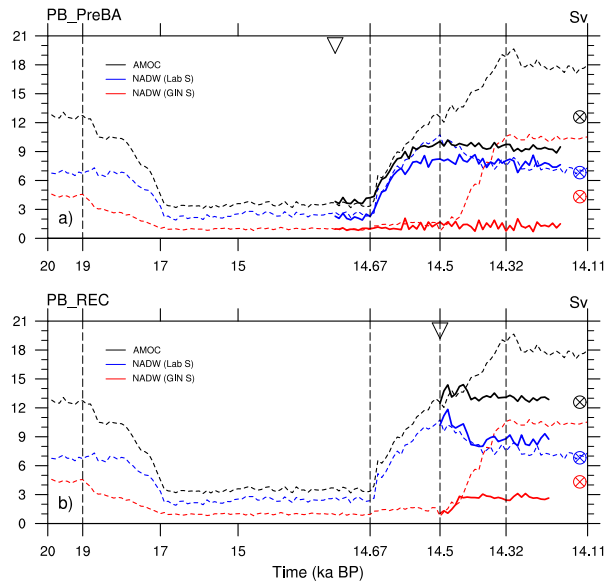 PB_PreBA Sv
21
18
15
12
9
6
3
0
AMOC
NADW (Lab S)
NADW (GIN S)
a)
20 19 17 15 14.67 14.5 14.32 14.11
PB_REC Sv
21
18
15
12
9
6
3
0
AMOC
NADW (Lab S)
NADW (GIN S)
b)
20 19 17 15 14.67 14.5 14.32 14.11
Time (ka BP)